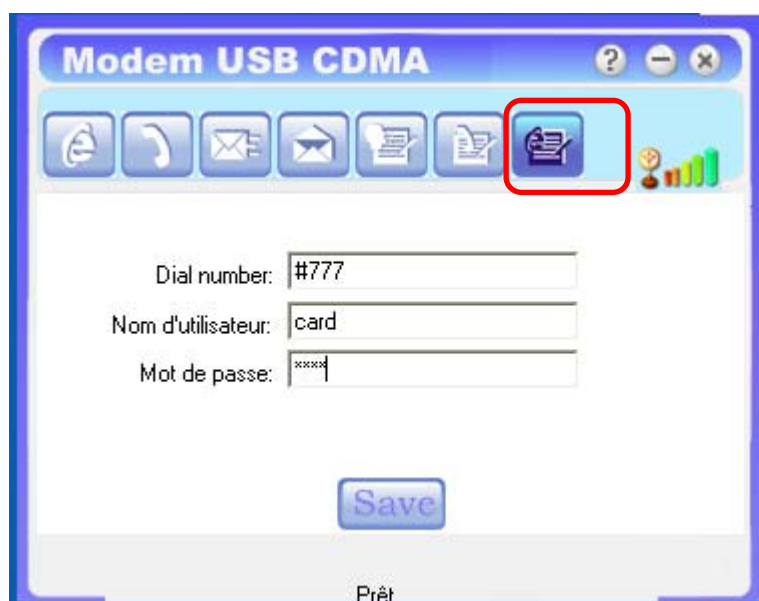 Modem USB CDMA
Dial number: #777
Nom d'utilisateur: card
Mot de passe: ****
Save
Prêt